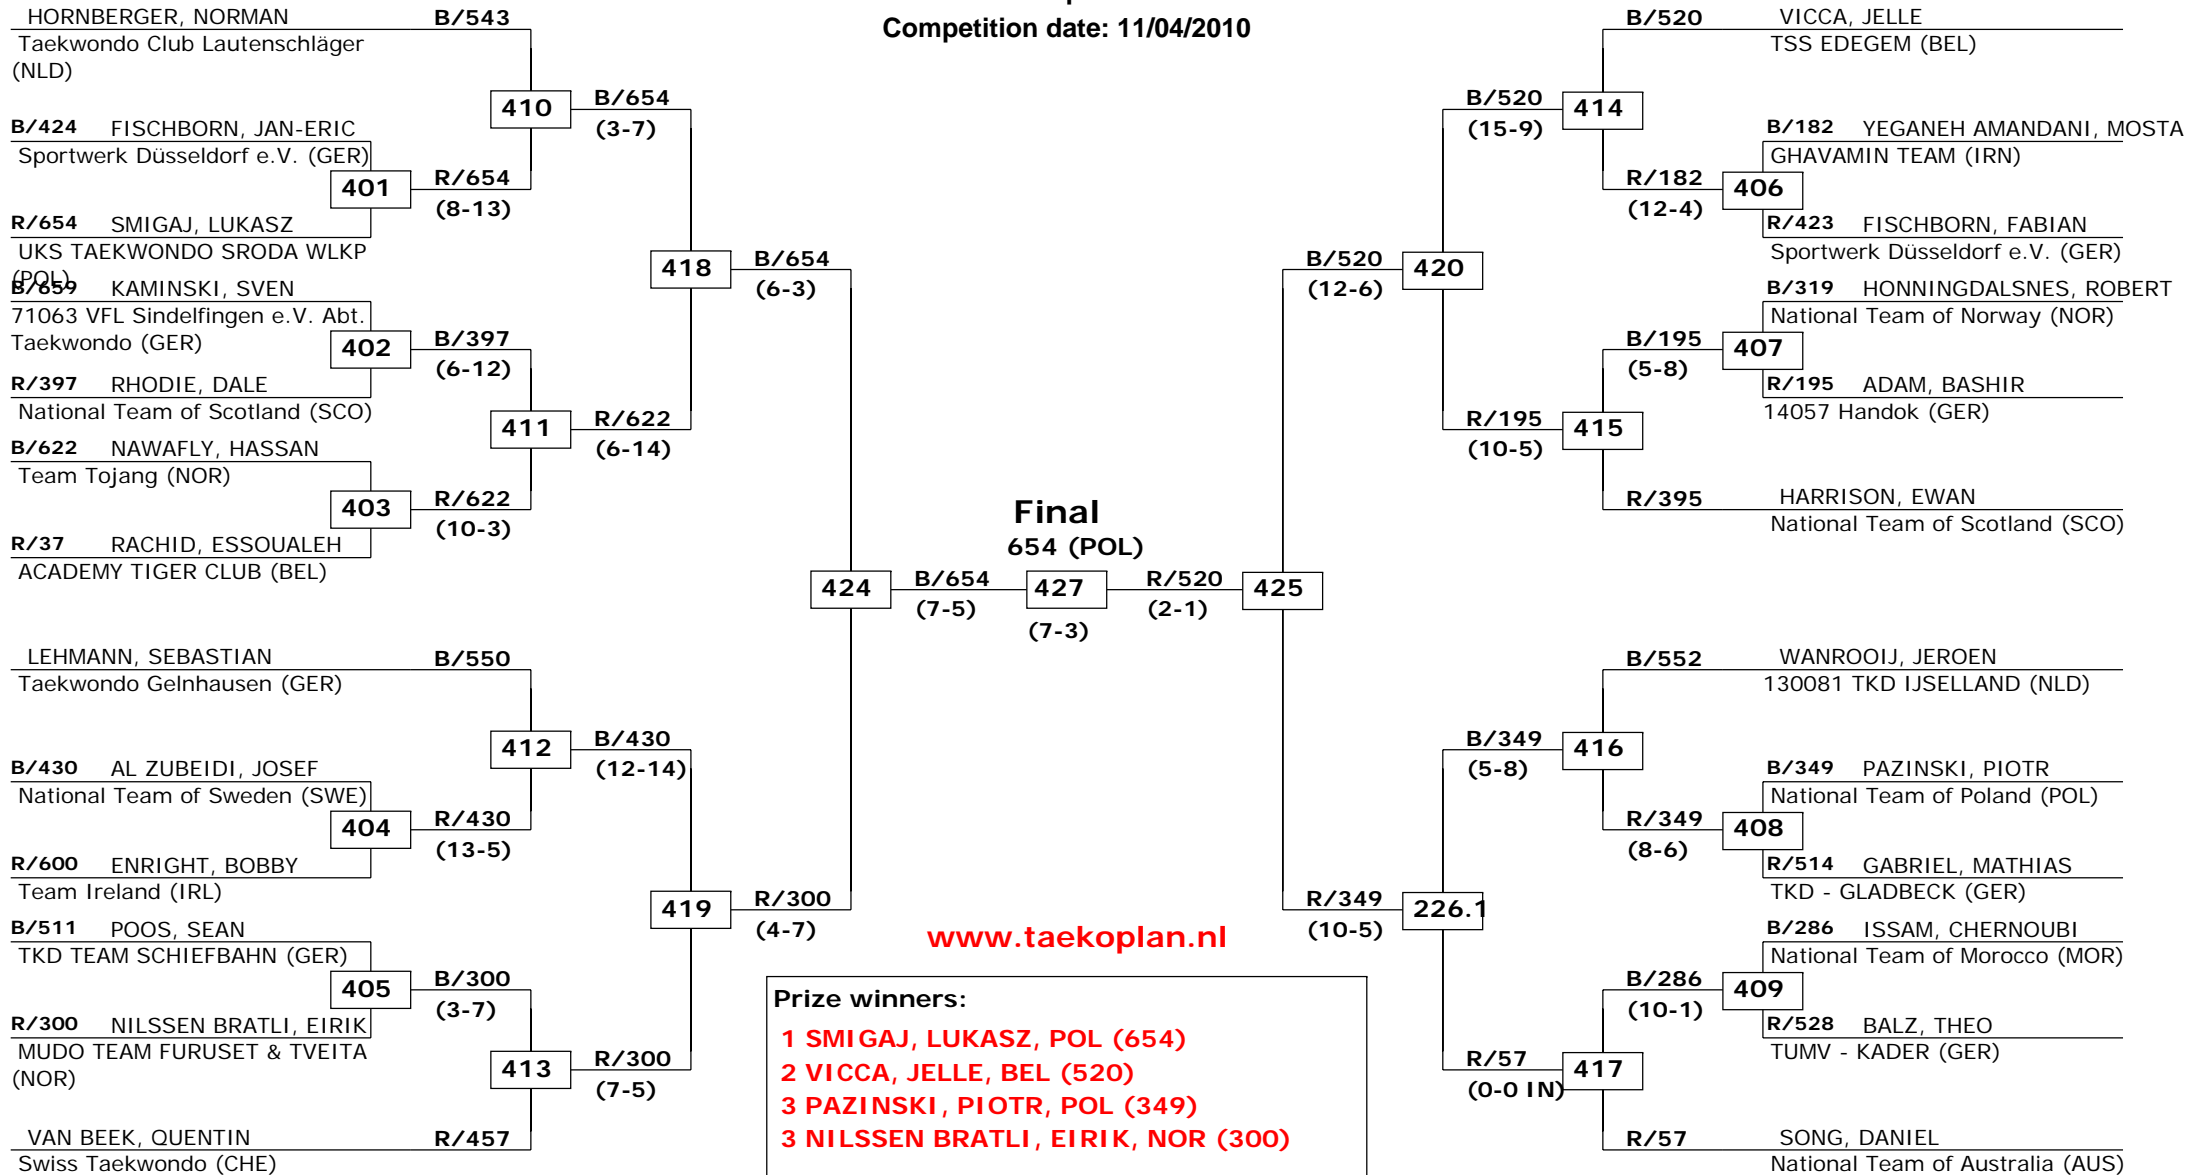 Competition date: 11/04/2010
HORNBERGER, NORMAN B/543
Taekwondo Club Lautenschläger
(NLD)
B/424 FISCHBORN, JAN-ERIC
Sportwerk Düsseldorf e.V. (GER)
401
R/654
(8-13)
R/654 SMIGAJ, LUKASZ
UKS TAEKWONDO SRODA WLKP
(POL)
410
B/654
(3-7)
B/659 KAMINSKI, SVEN
71063 VFL Sindelfingen e.V. Abt.
Taekwondo (GER)
402
B/397
(6-12)
R/397 RHODIE, DALE
National Team of Scotland (SCO)
411
R/622
(6-14)
B/622 NAWAFLY, HASSAN
Team Tojang (NOR)
403
R/622
(10-3)
R/37 RACHID, ESSOUALEH
ACADEMY TIGER CLUB (BEL)
418
B/654
(6-3)
LEHMANN, SEBASTIAN B/550
Taekwondo Gelnhausen (GER)
412
B/430
(12-14)
B/430 AL ZUBEIDI, JOSEF
National Team of Sweden (SWE)
404
R/430
(13-5)
R/600 ENRIGHT, BOBBY
Team Ireland (IRL)
419
R/300
(4-7)
B/511 POOS, SEAN
TKD TEAM SCHIEFBAHN (GER)
405
B/300
(3-7)
R/300 NILSSEN BRATLI, EIRIK
MUDO TEAM FURUSET & TVEITA
(NOR)
413
R/300
(7-5)
VAN BEEK, QUENTIN R/457
Swiss Taekwondo (CHE)
424
B/654
(7-5)
Final
654 (POL)
427
(7-3)
R/520
(2-1)
425
B/520 VICCA, JELLE
TSS EDEGEM (BEL)
B/520
(15-9)
414
B/182 YEGANEH AMANDANI, MOSTA
GHAVAMIN TEAM (IRN)
R/182
(12-4)
406
R/423 FISCHBORN, FABIAN
Sportwerk Düsseldorf e.V. (GER)
B/520
(12-6)
420
B/319 HONNINGDALSNES, ROBERT
National Team of Norway (NOR)
B/195
(5-8)
407
R/195 ADAM, BASHIR
14057 Handok (GER)
R/195
(10-5)
415
R/395 HARRISON, EWAN
National Team of Scotland (SCO)
B/552 WANROOIJ, JEROEN
130081 TKD IJSELLAND (NLD)
B/349
(5-8)
416
B/349 PAZINSKI, PIOTR
National Team of Poland (POL)
R/349
(8-6)
408
R/514 GABRIEL, MATHIAS
TKD - GLADBECK (GER)
R/349
(10-5)
226.1
B/286 ISSAM, CHERNOUBI
National Team of Morocco (MOR)
B/286
(10-1)
409
R/528 BALZ, THEO
TUMV - KADER (GER)
R/57
(0-0 IN)
417
R/57 SONG, DANIEL
National Team of Australia (AUS)
www.taekoplan.nl
Prize winners:
1 SMIGAJ, LUKASZ, POL (654)
2 VICCA, JELLE, BEL (520)
3 PAZINSKI, PIOTR, POL (349)
3 NILSSEN BRATLI, EIRIK, NOR (300)